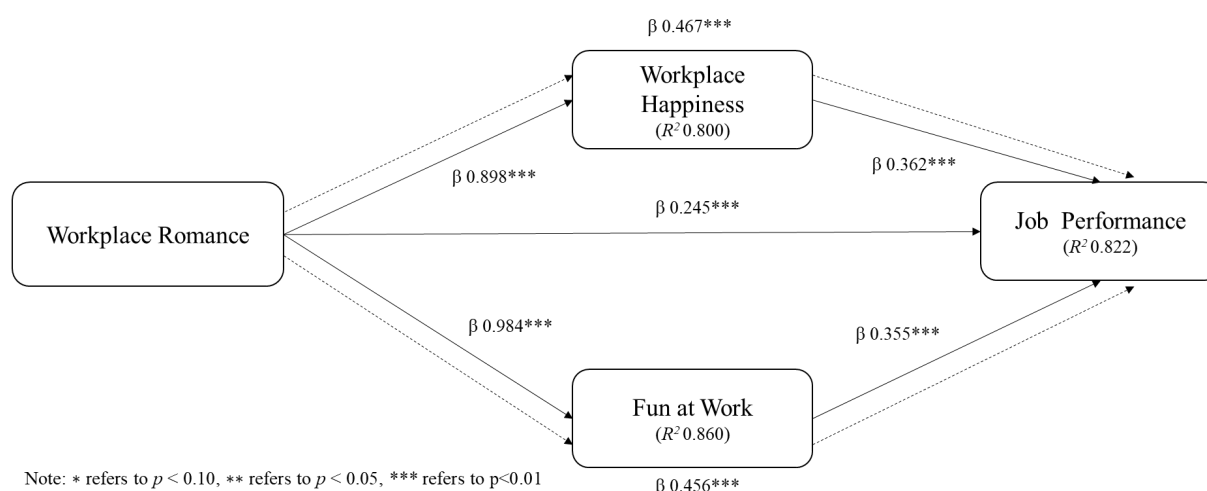 β 0.467***
Workplace
Happiness
(R² 0.800)
β 0.898***
β 0.362***
Workplace Romance
β 0.245***
Job Performance
(R² 0.822)
β 0.984***
β 0.355***
Fun at Work
(R² 0.860)
Note: * refers to p < 0.10, ** refers to p < 0.05, *** refers to p<0.01
β 0.456***